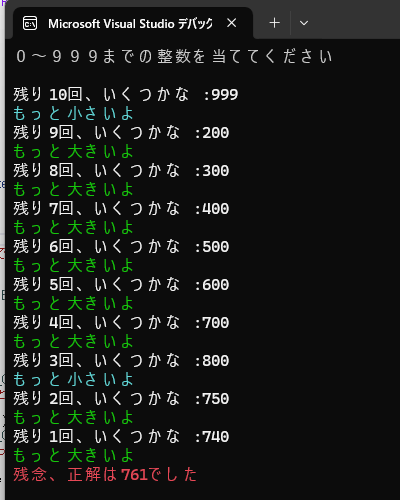 Microsoft Visual Studio デバッグ
０～９９９までの整数を当ててください
残り10回、いくつかな :999
もっと小さいよ
残り9回、いくつかな :200
もっと大きいよ
残り8回、いくつかな :300
もっと大きいよ
残り7回、いくつかな :400
もっと大きいよ
残り6回、いくつかな :500
もっと大きいよ
残り5回、いくつかな :600
もっと大きいよ
残り4回、いくつかな :700
もっと大きいよ
残り3回、いくつかな :800
もっと小さいよ
残り2回、いくつかな :750
もっと大きいよ
残り1回、いくつかな :740
もっと大きいよ
残念、正解は761でした